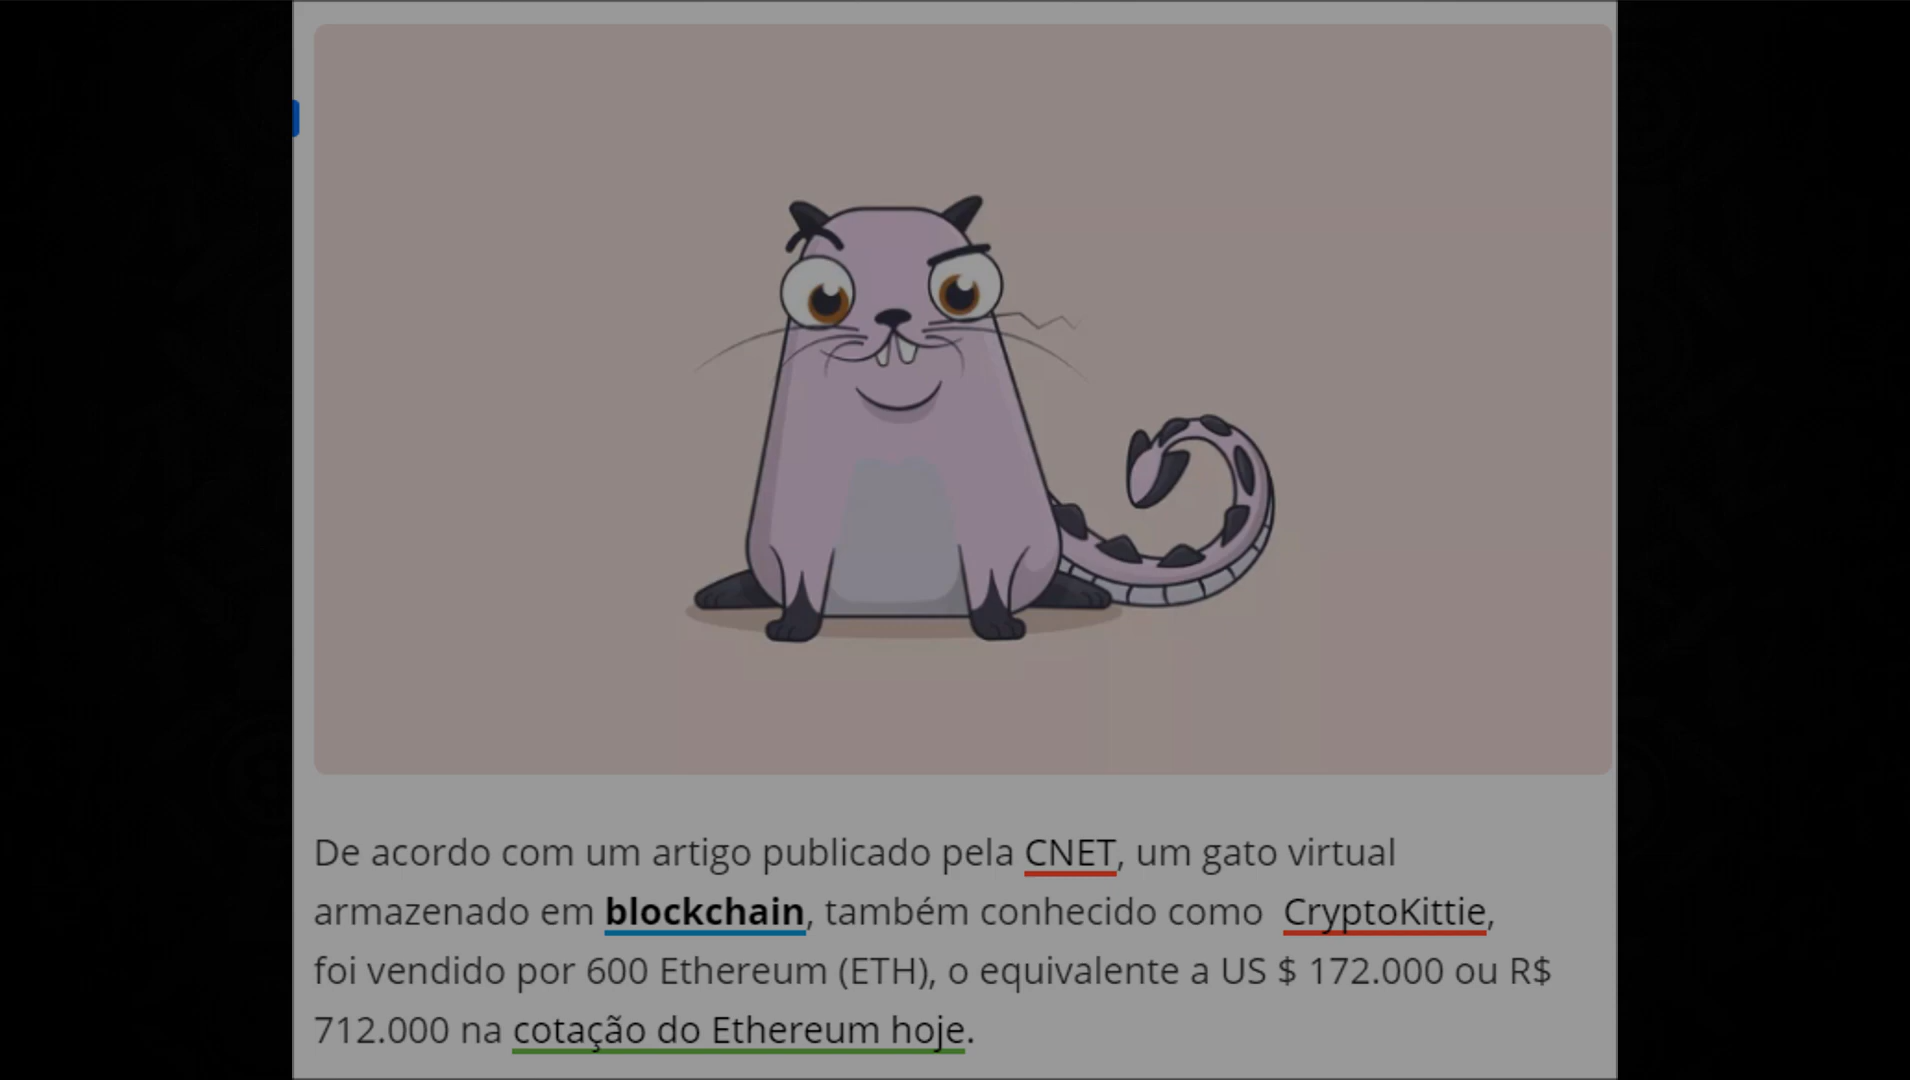 De acordo com um artigo publicado pela CNET, um gato virtual
armazenado em blockchain, também conhecido como CryptoKittie,
foi vendido por 600 Ethereum (ETH), o equivalente a US $ 172.000 ou R$
712.000 na cotação do Ethereum hoje.